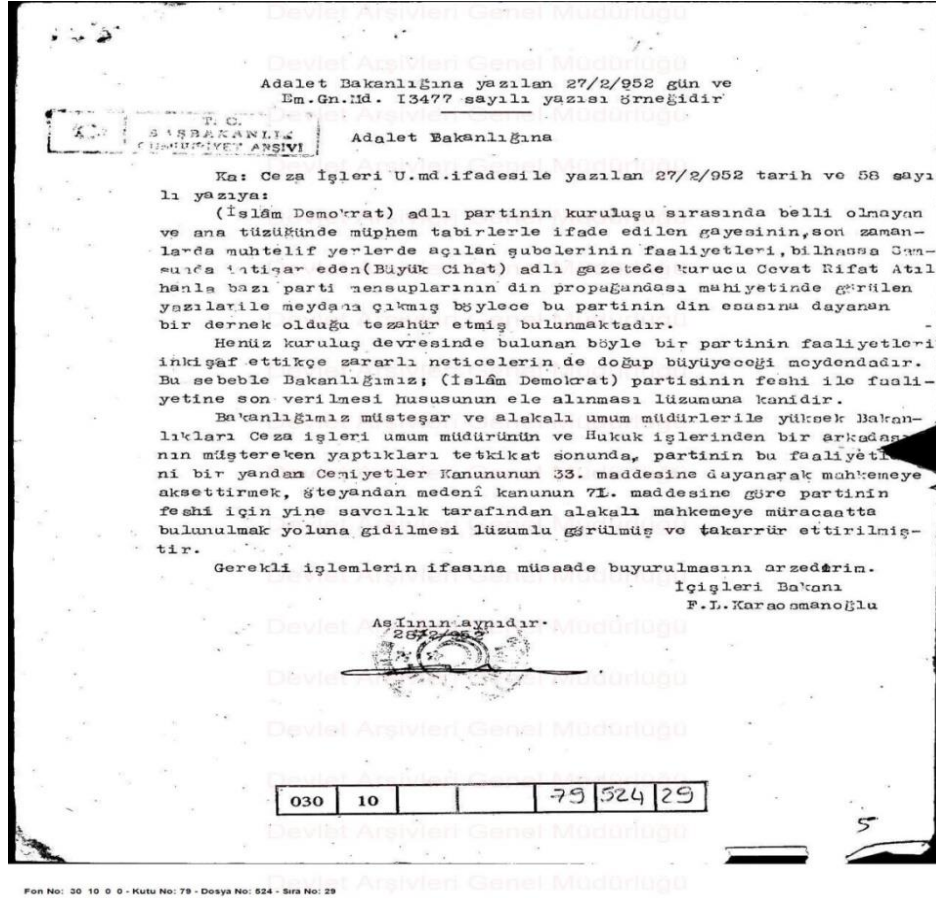 Adalet Bakanlığına yazılan 27/2/952 gün ve
Em.Gn.Md. I3477 sayılı yazısı örneğidir
T. C.
BAŞBAKANLIK
CUMHURİYET ARŞİVİ
Adalet Bakanlığına
Ka: Ceza İşleri U.md.ifadesile yazılan 27/2/952 tarih ve 58 sayı
lı yazıya:
(İslâm Demokrat) adlı partinin kuruluşu sırasında belli olmayan
ve ana tüzüğünde müphem tabirlerle ifade edilen gayesinin,son zaman-
larda muhtelif yerlerde açılan şubelerinin faaliyetleri,bilhassa Sam-
sunda intişar eden(Büyük Cihat) adlı gazetede kurucu Cevat Rifat Atıl
hanla bazı parti mensuplarının din propagandası mahiyetinde görülen
yazılarile meydana çıkmış böylece bu partinin din esasına dayanan
bir dernek olduğu tezahür etmiş bulunmaktadır.
Henüz kuruluş devresinde bulunan böyle bir partinin faaliyetleri
inkişaf ettikçe zararlı neticelerin de doğup büyüyeceği meydandadır.
Bu sebeble Bakanlığımız; (İslâm Demokrat) partisinin feshi ile faali-
yetine son verilmesi hususunun ele alınması lüzumuna kanidir.
Bakanlığımız müsteşar ve alakalı umum müdürlerile yüksek Bakan-
lıkları Ceza işleri umum müdürünün ve Hukuk işlerinden bir
nın müştereken yaptıkları tetkikat sonunda, partinin bu
ni bir yandan Cemiyetler Kanununun 33. maddesine dayanarak mahkemeye
aksettirmek, öteyandan medenî kanunun 7I. maddesine göre partinin
feshi için yine savcılık tarafından alakalı mahkemeye müracaatta
bulunulmak yoluna gidilmesi lüzumlu görülmüş ve takarrür ettirilmiş-
tir.
Gerekli işlemlerin ifasına müsaade buyurulmasını arzederim.
İçişleri Bakanı
F.L.Karaosmanoğlu
Aslının aynıdır.
28/2/952
030 10 79 524 29
5
Fon No: 30 10 0 0 - Kutu No: 79 - Dosya No: 524 - Sıra No: 29
Devlet Arşivleri Genel Müdürlüğü